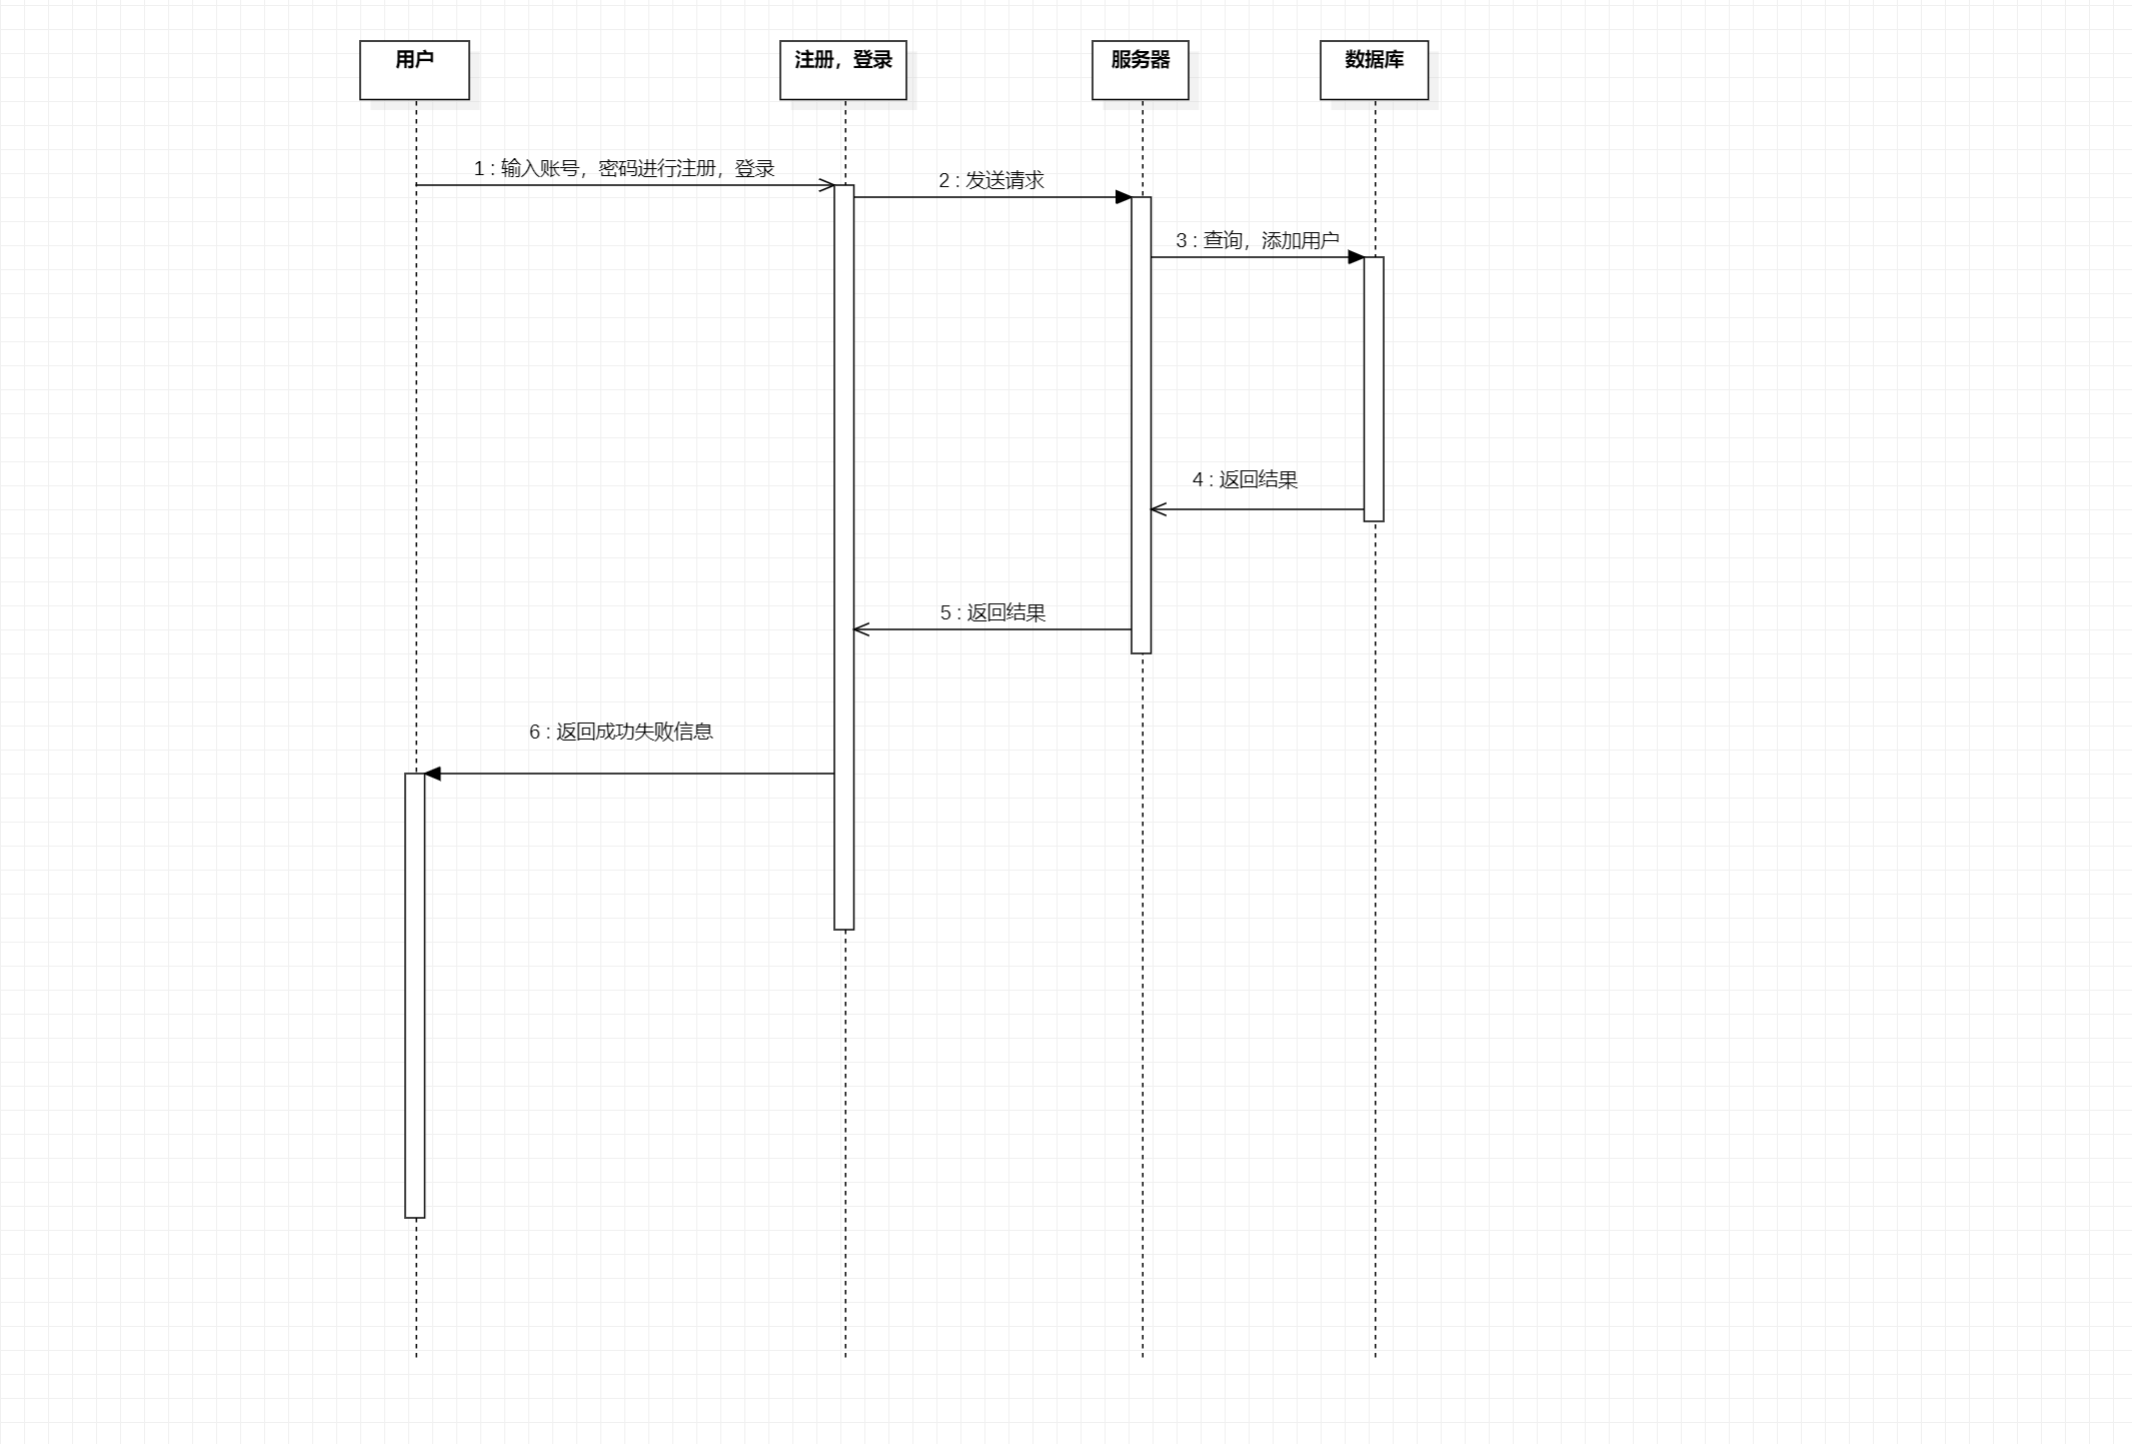 用户
注册，登录
服务器
数据库
1 : 输入账号，密码进行注册，登录
2 : 发送请求
3 : 查询，添加用户
4 : 返回结果
5 : 返回结果
6 : 返回成功失败信息